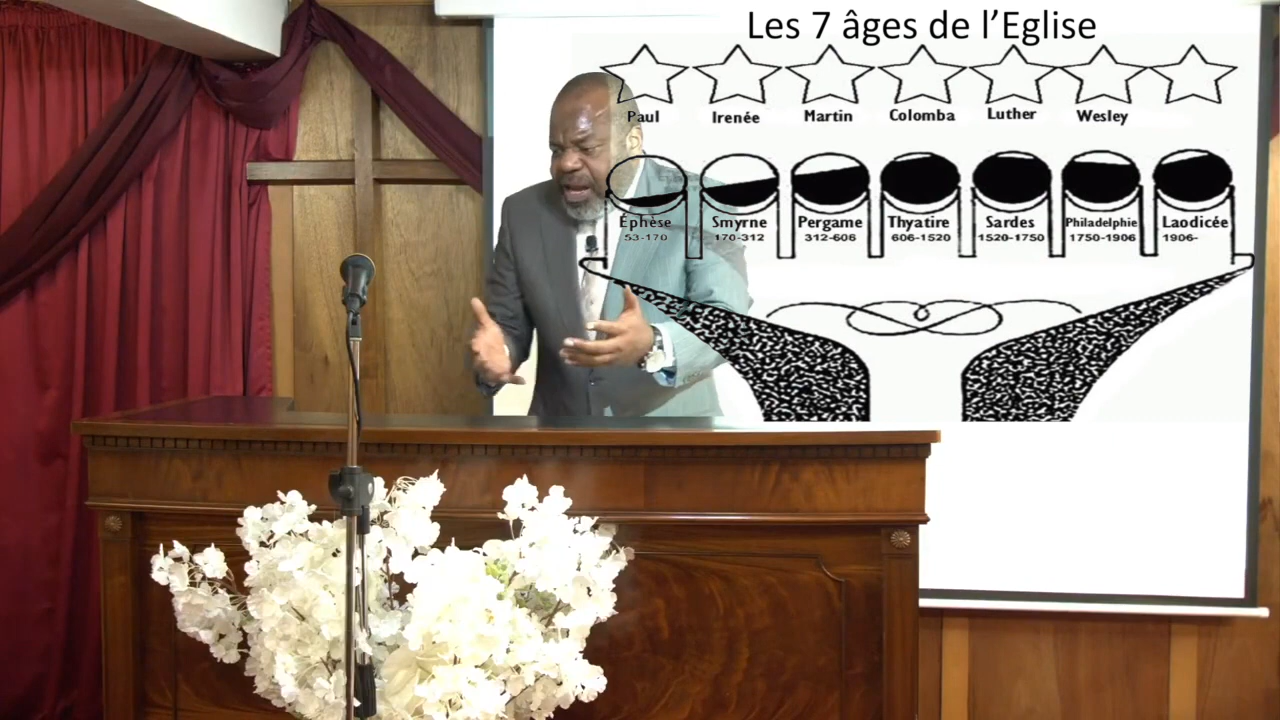 Les 7 âges de l’Eglise
Paul Irenée Martin Colomba Luther Wesley
Éphèse Smyrne Pergame Thyatire Sardes Philadelphie Laodicée
53-170 170-312 312-606 606-1520 1520-1750 1750-1906 1906-